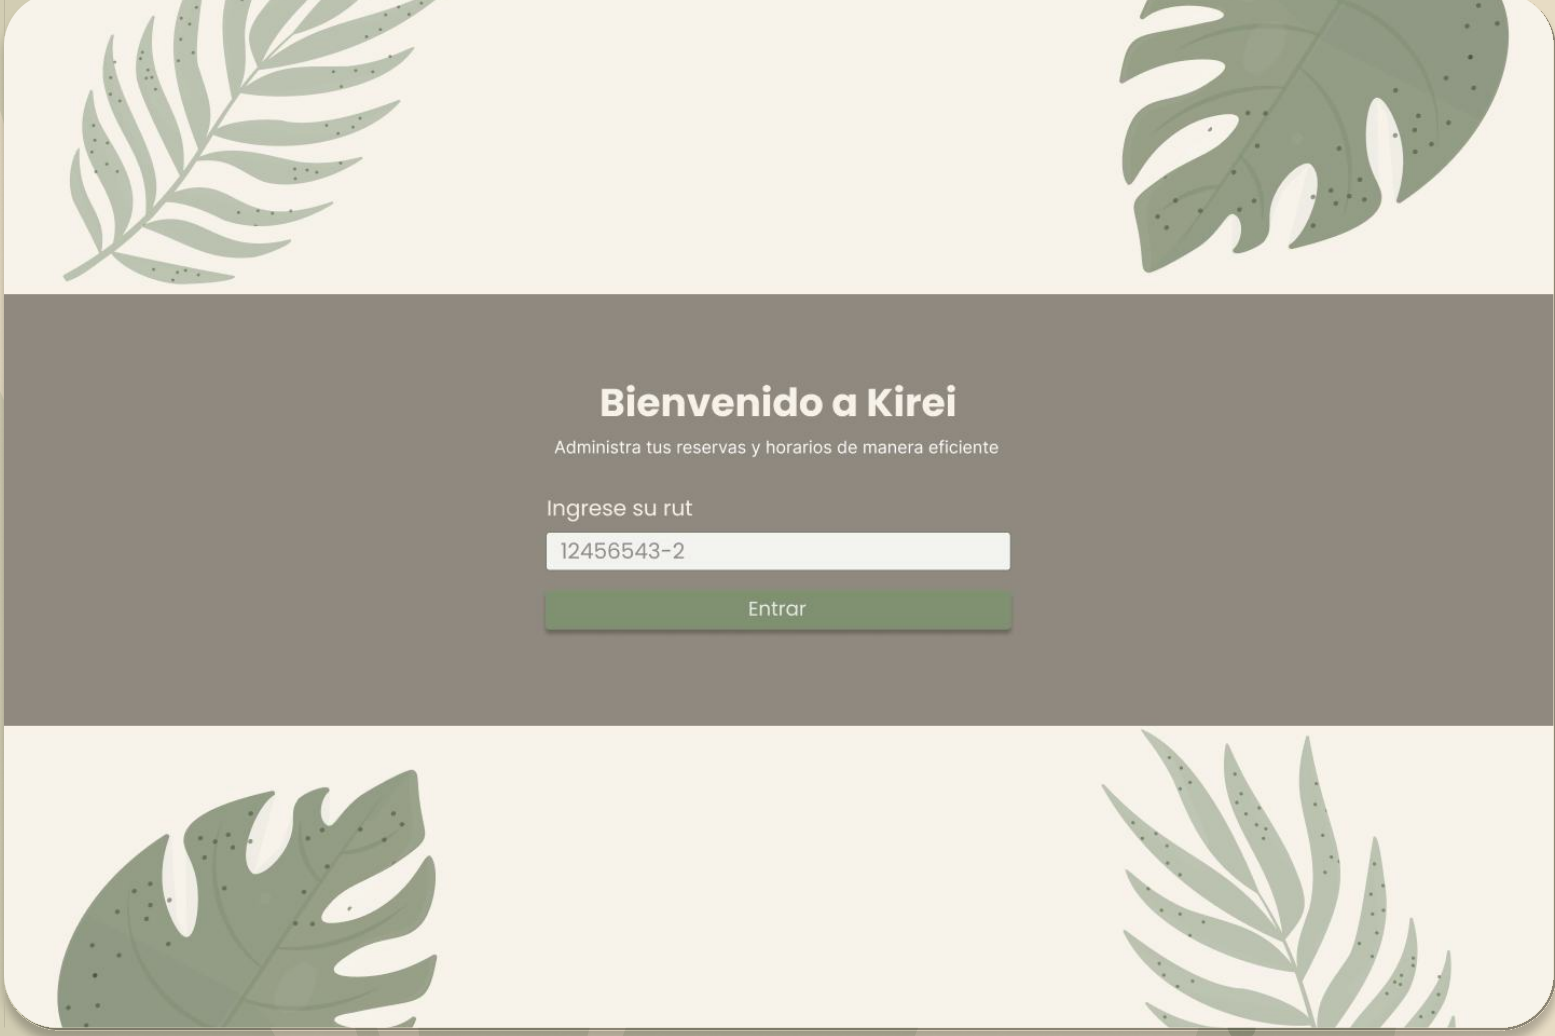 Bienvenido a Kirei
Administra tus reservas y horarios de manera eficiente
Ingrese su rut
12456543-2
Entrar